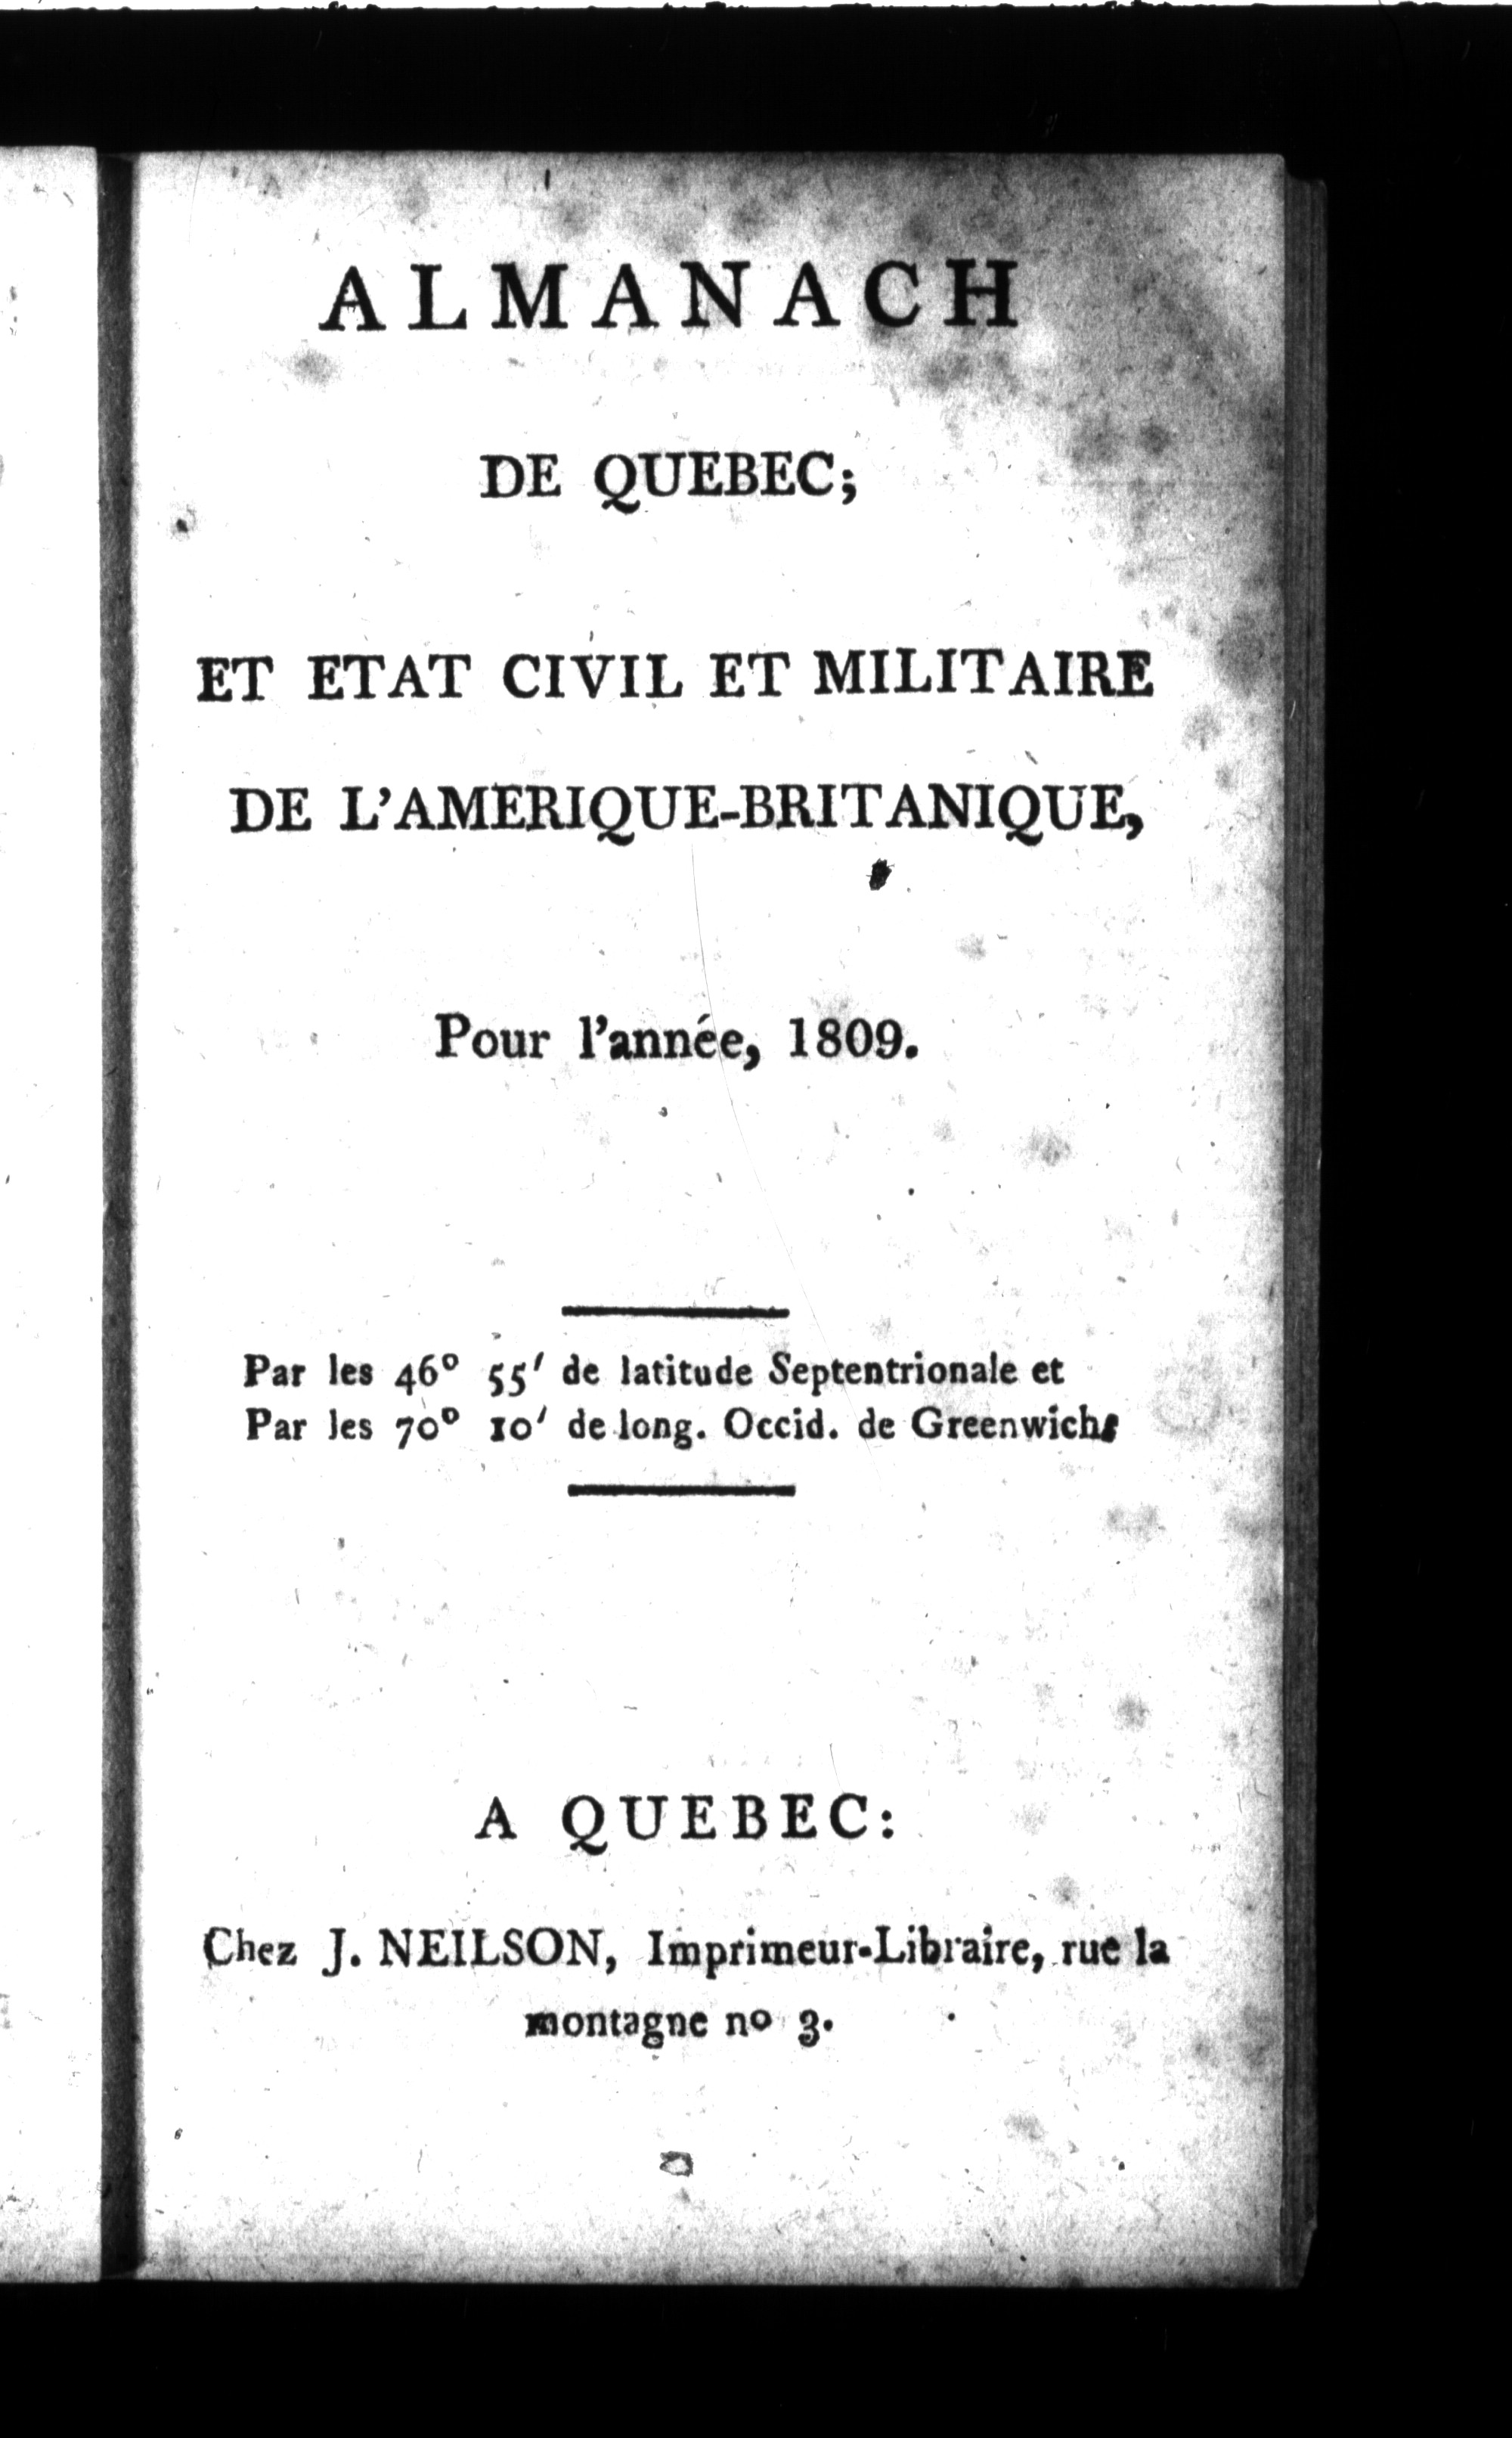 ALMANACH
DE QUEBEC;
ET ETAT CIVIL ET MILITAIRE
DE L'AMERIQUE-BRITANIQUE,
Pour l'année, 1809.
Par les 46° 55′ de latitude Septentrionale et
Par les 70° 10′ de long. Occid. de Greenwich.
A QUEBEC:
Chez J. NEILSON, Imprimeur-Libraire, rue la
montagne no 3.